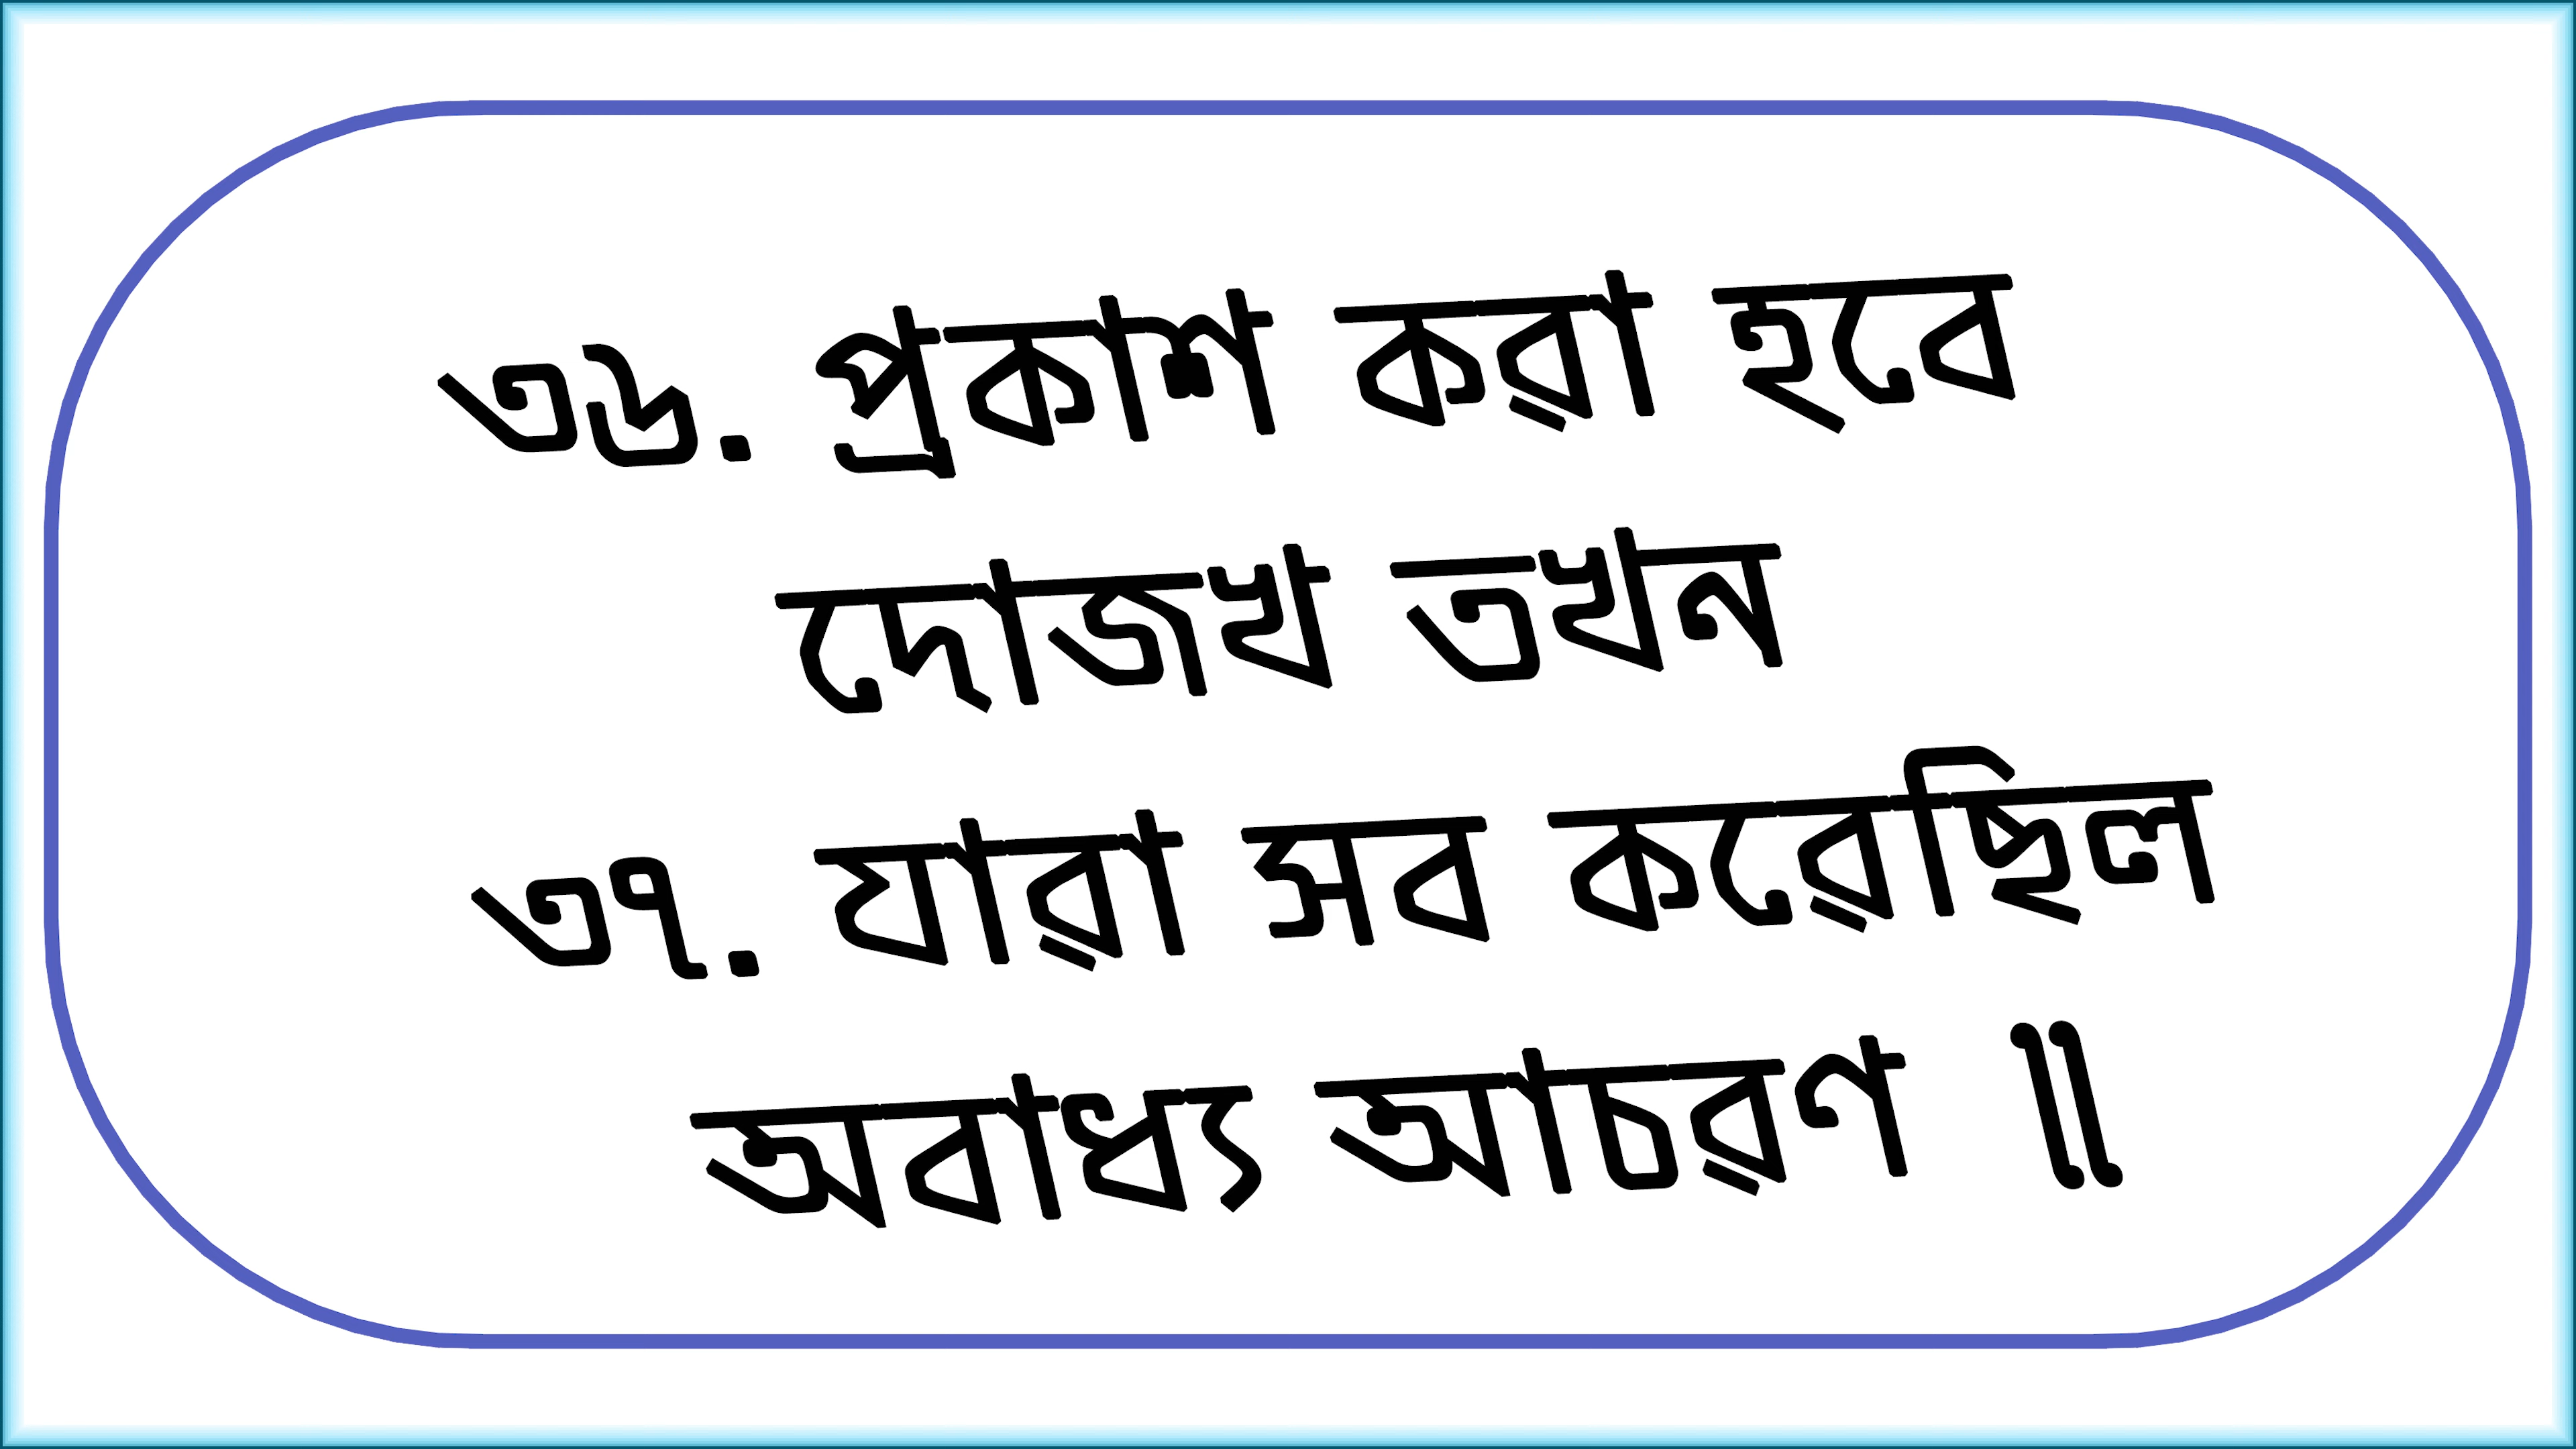 ৩৬. প্রকাশ করা হবে
দোজখ তখন
৩৭. যারা সব করেছিল
অবাধ্য আচরণ ॥